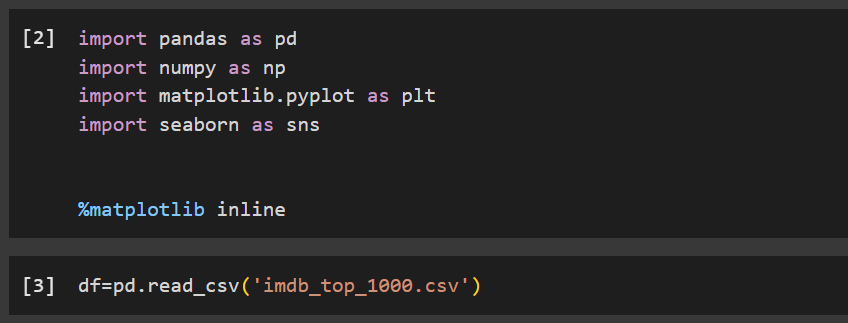 [2] import pandas as pd
import numpy as np
import matplotlib.pyplot as plt
import seaborn as sns
%matplotlib inline
[3] df=pd.read_csv('imdb_top_1000.csv')